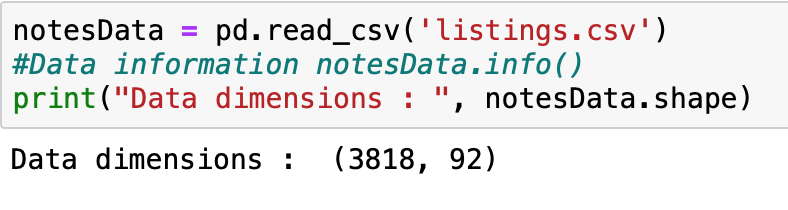 notesData = pd.read_csv('listings.csv')
#Data information notesData.info()
print("Data dimensions : ", notesData.shape)
Data dimensions :  (3818, 92)